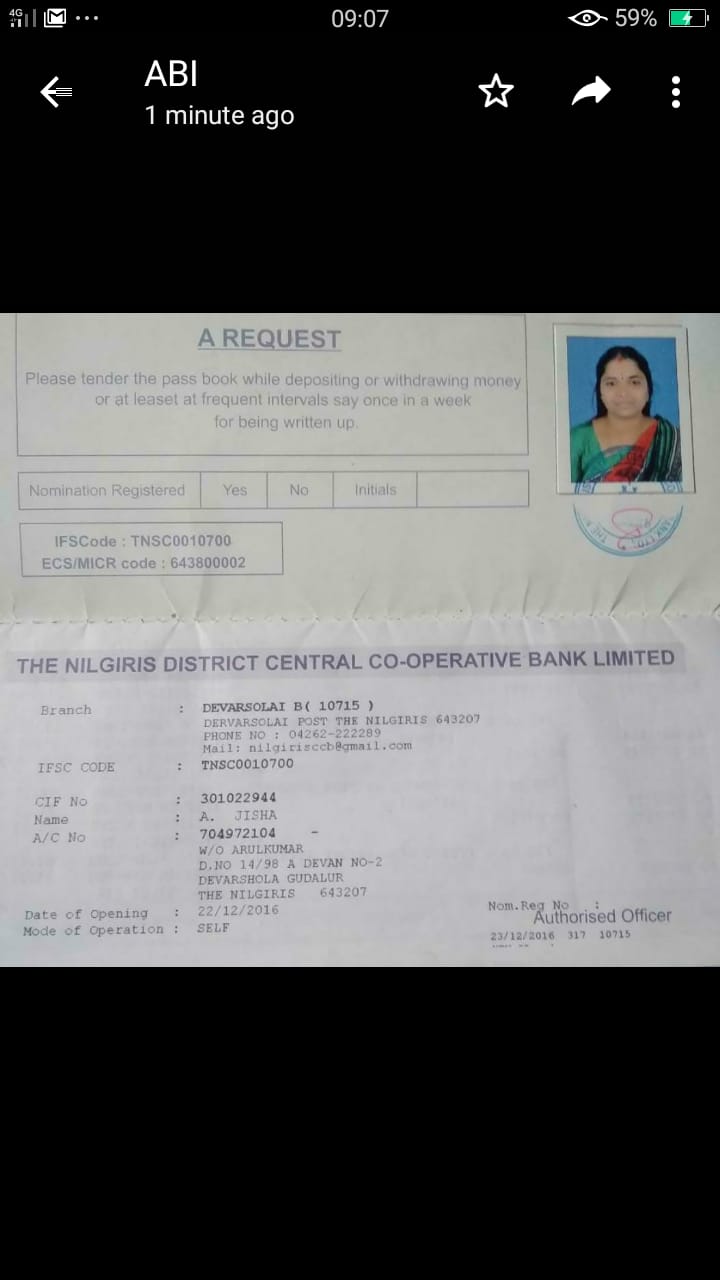 4G
09:07
59%
ABI
1 minute ago
A REQUEST
Please tender the pass book while depositing or withdrawing money
or at leaset at frequent intervals say once in a week
for being written up.
Nomination Registered Yes No Initials
IFSCode : TNSC0010700
ECS/MICR code : 643800002
THE NILGIRIS DISTRICT CENTRAL CO-OPERATIVE BANK LIMITED
Branch : DEVARSOLAI B( 10715 )
DERVARSOLAI POST THE NILGIRIS 643207
PHONE NO : 04262-222289
Mail: nilgirisccb@gmail.com
IFSC CODE : TNSC0010700
CIF No : 301022944
Name : A. JISHA
A/C No : 704972104 -
W/O ARULKUMAR
D.NO 14/98 A DEVAN NO-2
DEVARSHOLA GUDALUR
THE NILGIRIS 643207
Date of Opening : 22/12/2016
Mode of Operation : SELF
Nom.Reg No :
Authorised Officer
23/12/2016 317 10715